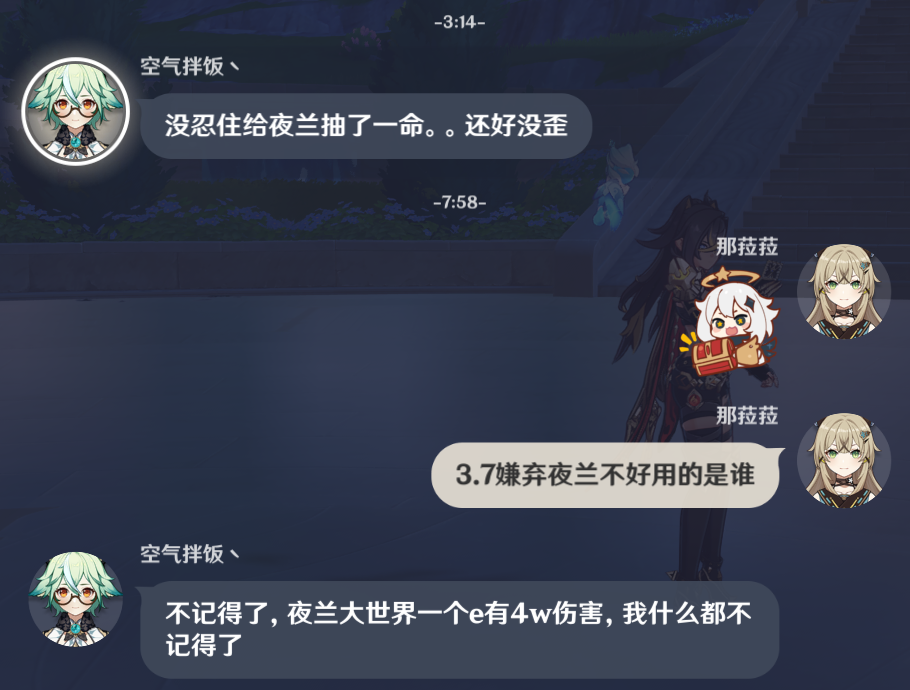 -3:14-
空气拌饭丶
没忍住给夜兰抽了一命。。还好没歪
-7:58-
那菈菈
那菈菈
3.7嫌弃夜兰不好用的是谁
空气拌饭丶
不记得了, 夜兰大世界一个e有4w伤害, 我什么都不
记得了